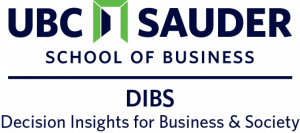 UBC SAUDER
SCHOOL OF BUSINESS
DIBS
Decision Insights for Business & Society